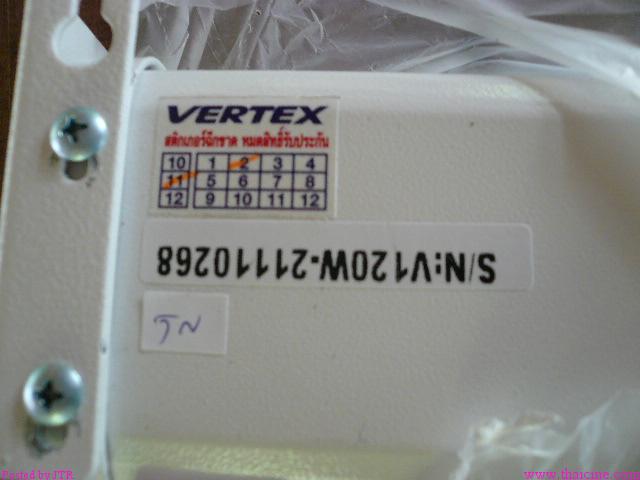 VERTEX
สติกเกอร์ฉีกขาด หมดสิทธิ์รับประกัน
10 1 2 3 4
11 5 6 7 8
12 9 10 11 12
S/N:V120W-21110268
Posted by JTR
www.thaicine.com